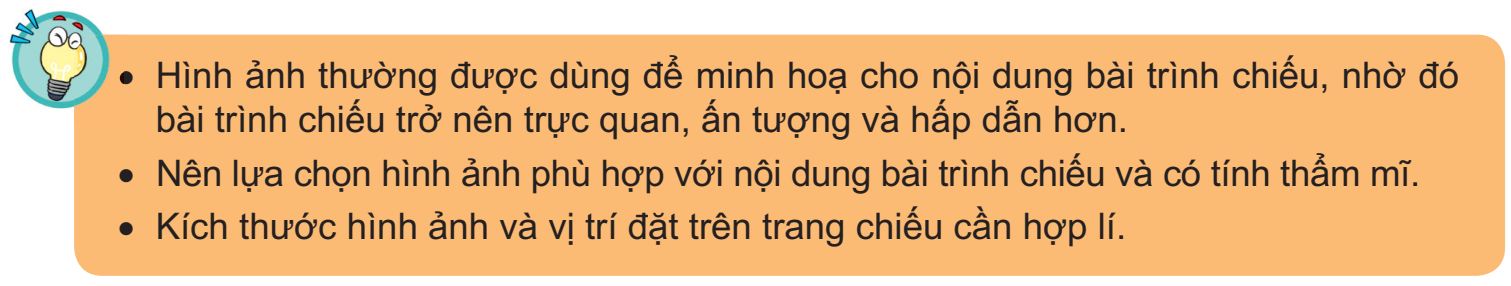 • Hình ảnh thường được dùng để minh hoạ cho nội dung bài trình chiếu, nhờ đó
bài trình chiếu trở nên trực quan, ấn tượng và hấp dẫn hơn.
• Nên lựa chọn hình ảnh phù hợp với nội dung bài trình chiếu và có tính thẩm mĩ.
• Kích thước hình ảnh và vị trí đặt trên trang chiếu cần hợp lí.